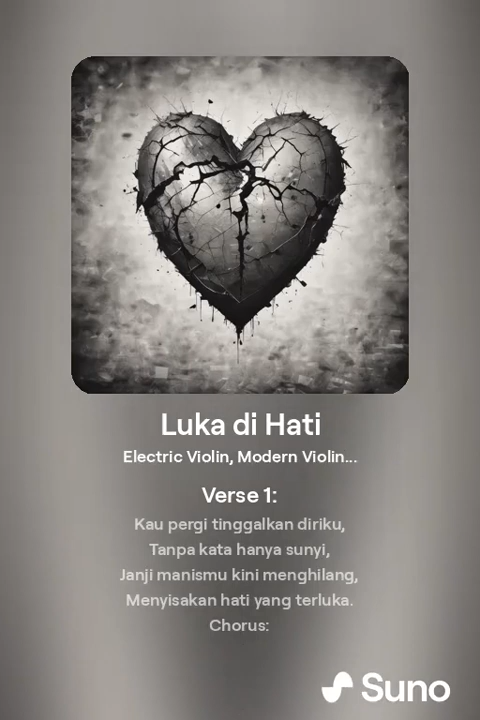 Luka di Hati
Electric Violin, Modern Violin...
Verse 1:
Kau pergi tinggalkan diriku,
Tanpa kata hanya sunyi,
Janji manismu kini menghilang,
Menyisakan hati yang terluka.
Chorus:
Suno